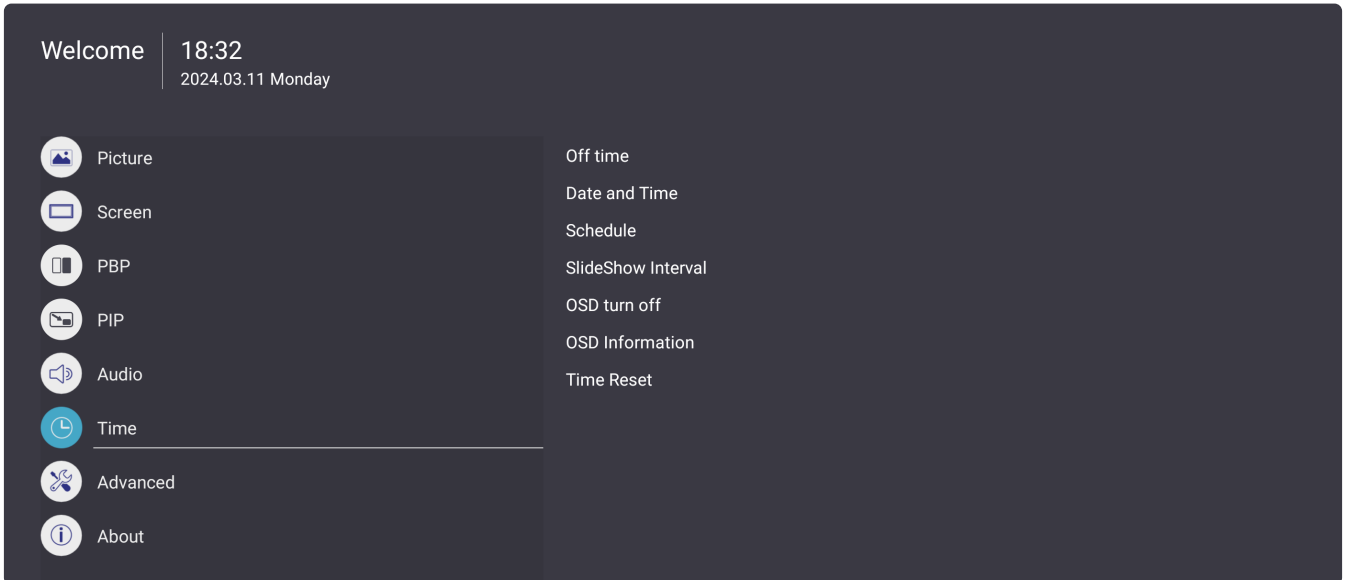 Welcome
18:32
2024.03.11 Monday
Picture
Screen
PBP
PIP
Audio
Time
Advanced
About
Off time
Date and Time
Schedule
SlideShow Interval
OSD turn off
OSD Information
Time Reset